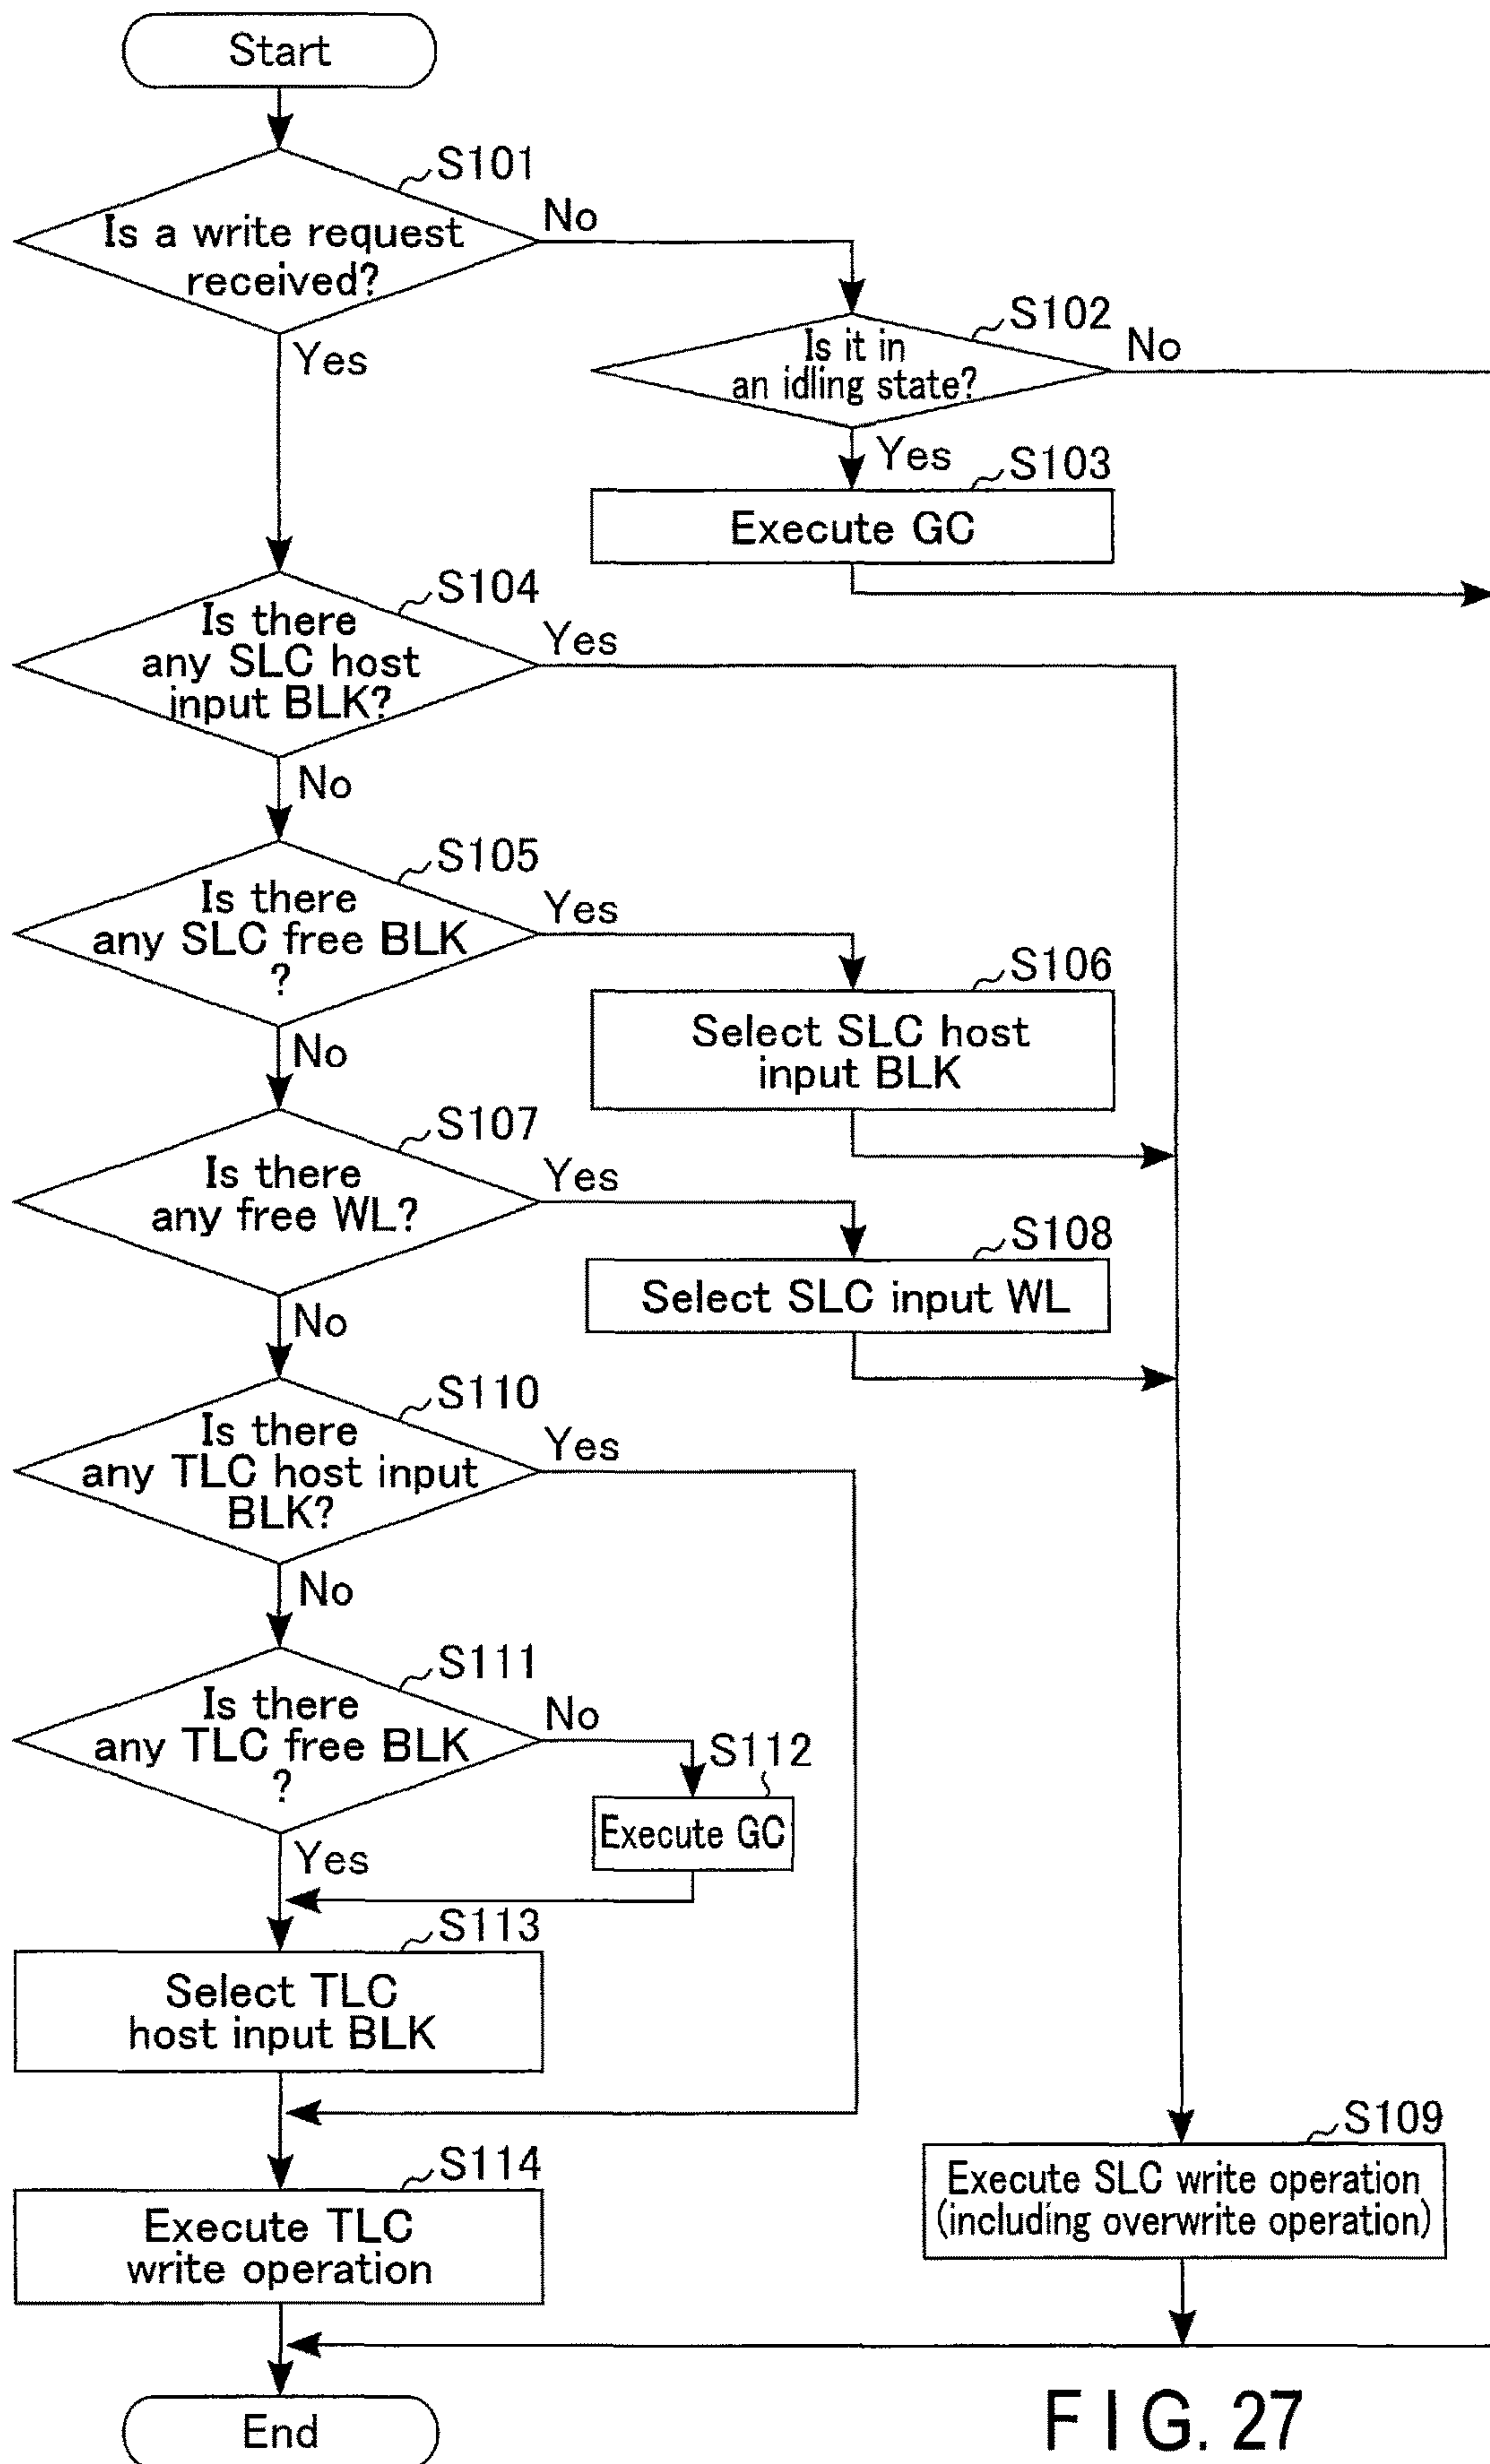 Start
S101
Is a write request
received?
No
Yes
S102
Is it in
an idling state?
No
Yes
S103
Execute GC
S104
Is there
any SLC host
input BLK?
Yes
No
S105
Is there
any SLC free BLK
?
Yes
No
S106
Select SLC host
input BLK
S107
Is there
any free WL?
Yes
No
S108
Select SLC input WL
S110
Is there
any TLC host input
BLK?
Yes
No
S111
Is there
any TLC free BLK
?
No
Yes
S112
Execute GC
S113
Select TLC
host input BLK
S114
Execute TLC
write operation
S109
Execute SLC write operation
(including overwrite operation)
End
FIG. 27